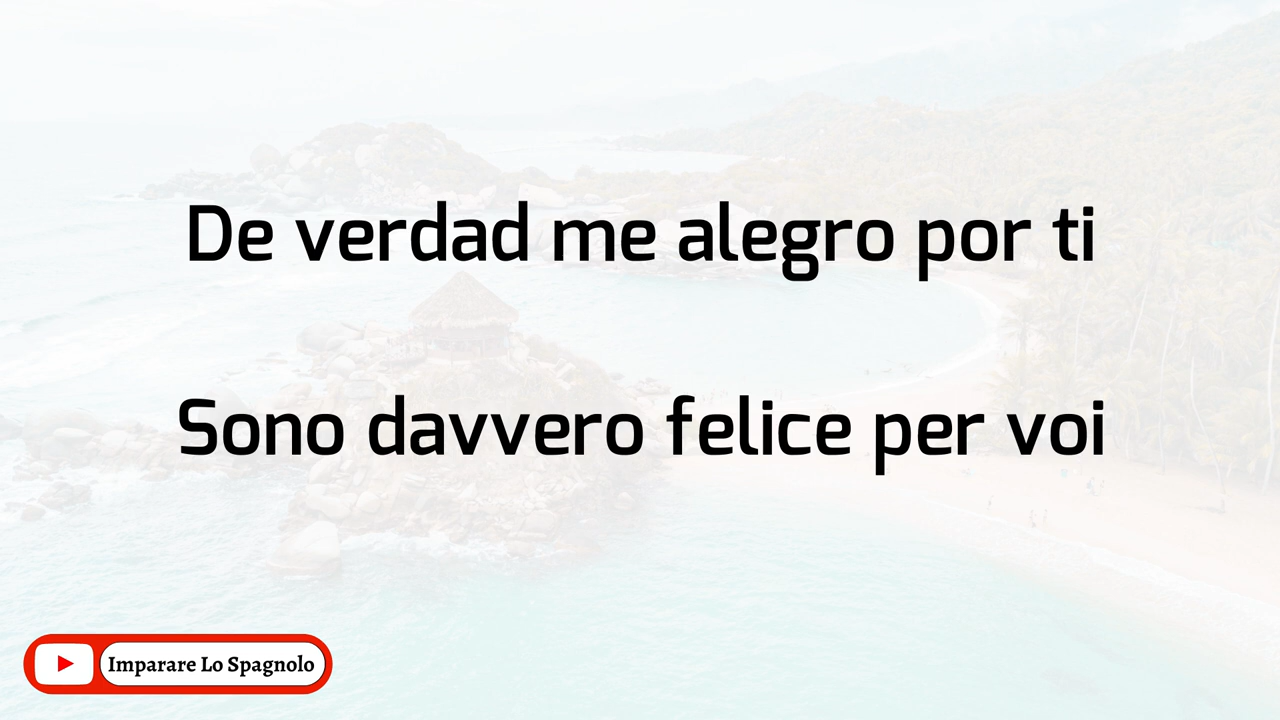 De verdad me alegro por ti
Sono davvero felice per voi
Imparare Lo Spagnolo